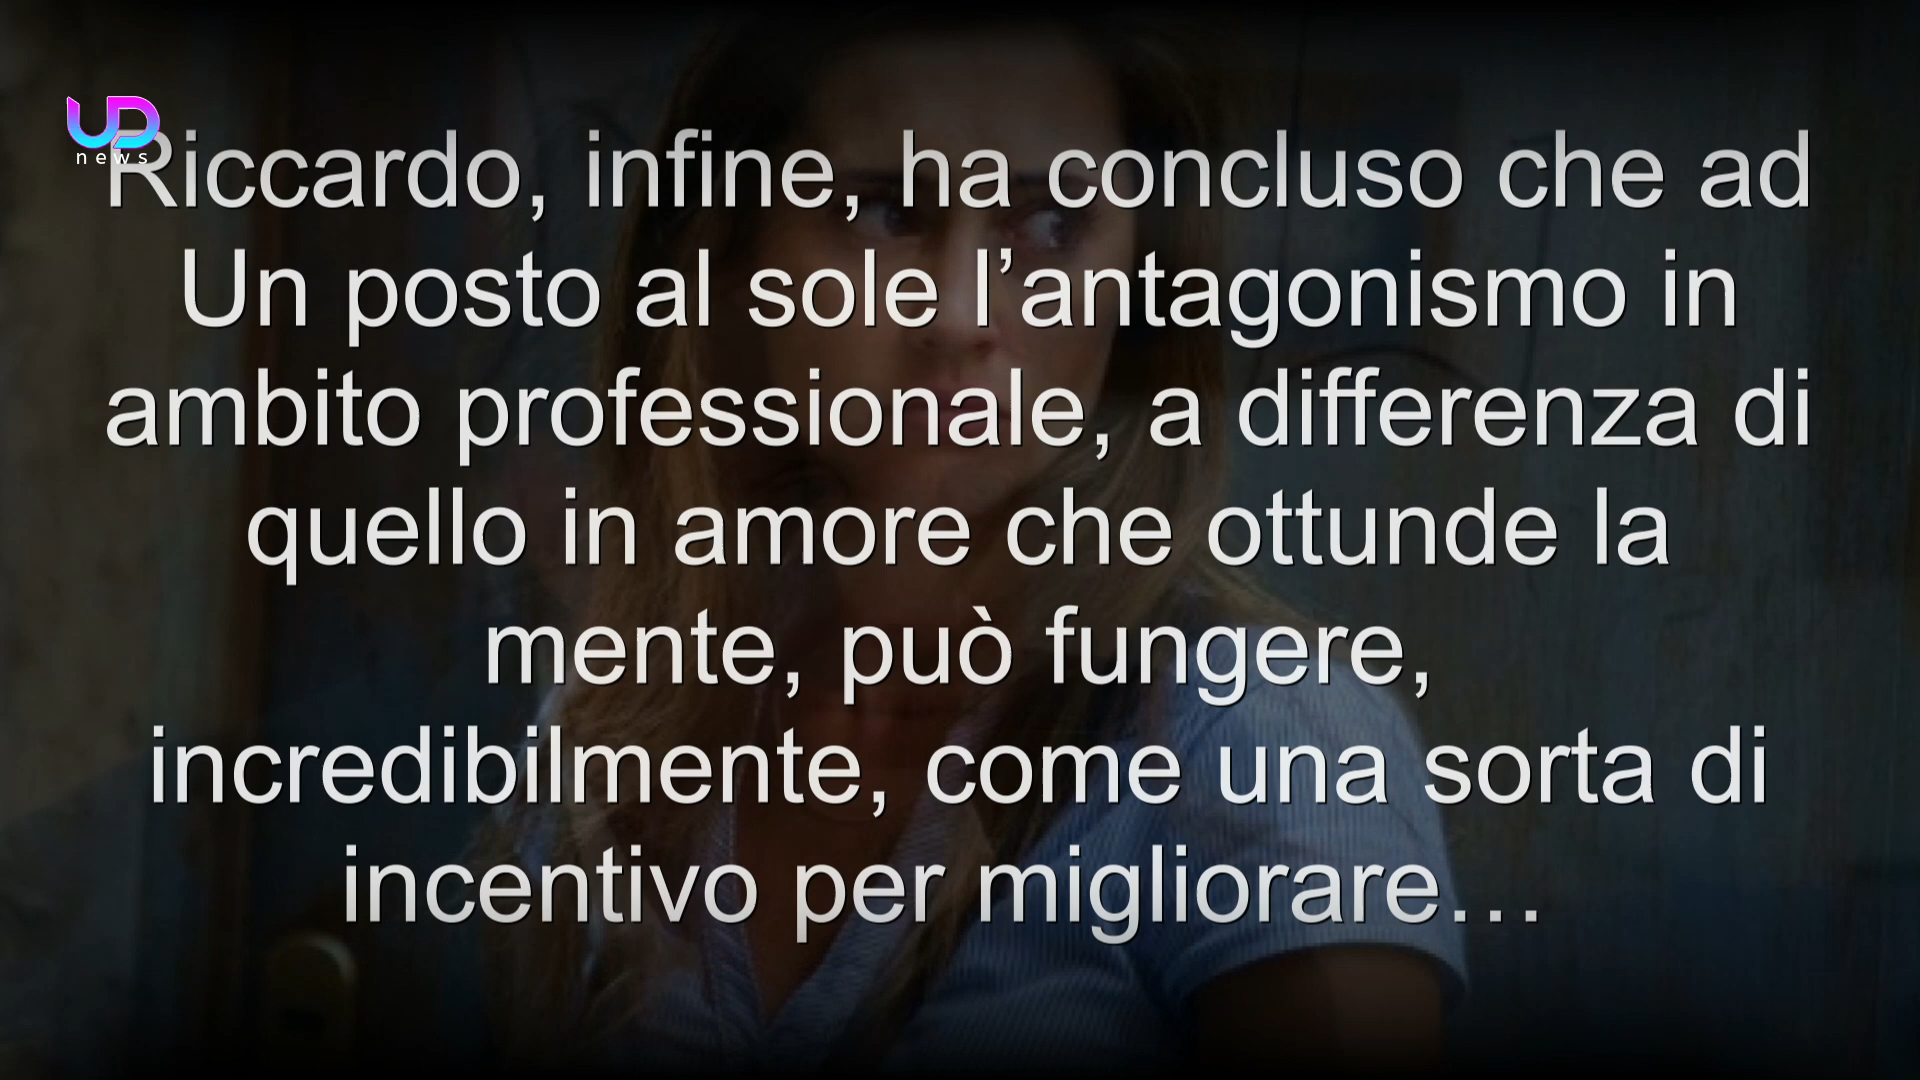 UD
news
Riccardo, infine, ha concluso che ad
Un posto al sole l’antagonismo in
ambito professionale, a differenza di
quello in amore che ottunde la
mente, può fungere,
incredibilmente, come una sorta di
incentivo per migliorare…